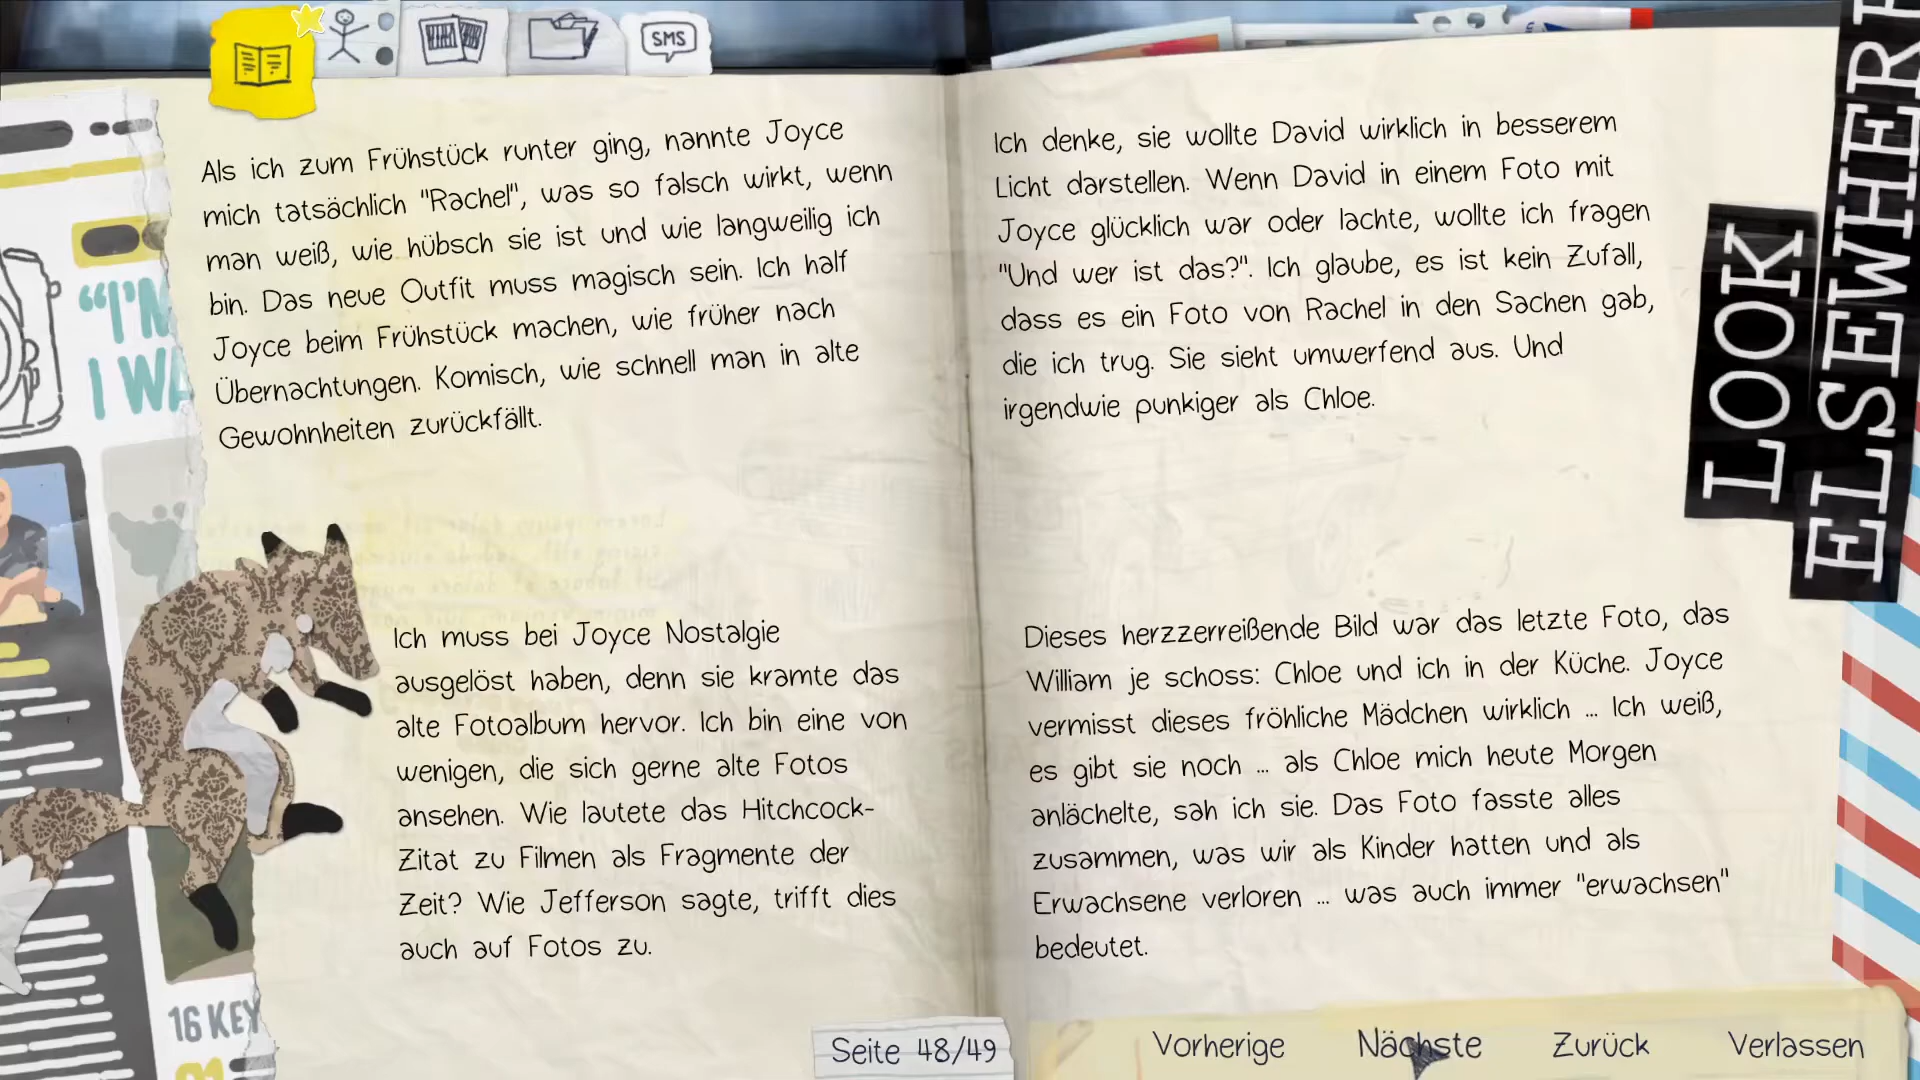 SMS
Als ich zum Frühstück runter ging, nannte Joyce
mich tatsächlich "Rachel", was so falsch wirkt, wenn
man weiß, wie hübsch sie ist und wie langweilig ich
bin. Das neue Outfit muss magisch sein. Ich half
Joyce beim Frühstück machen, wie früher nach
Übernachtungen. Komisch, wie schnell man in alte
Gewohnheiten zurückfällt.
Ich muss bei Joyce Nostalgie
ausgelöst haben, denn sie kramte das
alte Fotoalbum hervor. Ich bin eine von
wenigen, die sich gerne alte Fotos
ansehen. Wie lautete das Hitchcock-
Zitat zu Filmen als Fragmente der
Zeit? Wie Jefferson sagte, trifft dies
auch auf Fotos zu.
Ich denke, sie wollte David wirklich in besserem
Licht darstellen. Wenn David in einem Foto mit
Joyce glücklich war oder lachte, wollte ich fragen
"Und wer ist das?". Ich glaube, es ist kein Zufall,
dass es ein Foto von Rachel in den Sachen gab,
die ich trug. Sie sieht umwerfend aus. Und
irgendwie punkiger als Chloe.
Dieses herzzerreißende Bild war das letzte Foto, das
William je schoss: Chloe und ich in der Küche. Joyce
vermisst dieses fröhliche Mädchen wirklich ... Ich weiß,
es gibt sie noch ... als Chloe mich heute Morgen
anlächelte, sah ich sie. Das Foto fasste alles
zusammen, was wir als Kinder hatten und als
Erwachsene verloren ... was auch immer "erwachsen"
bedeutet.
LOOK
ELSEWHERE
"I'M
I WA
16 KEY
Seite 48/49
Vorherige
Nächste
Zurück
Verlassen